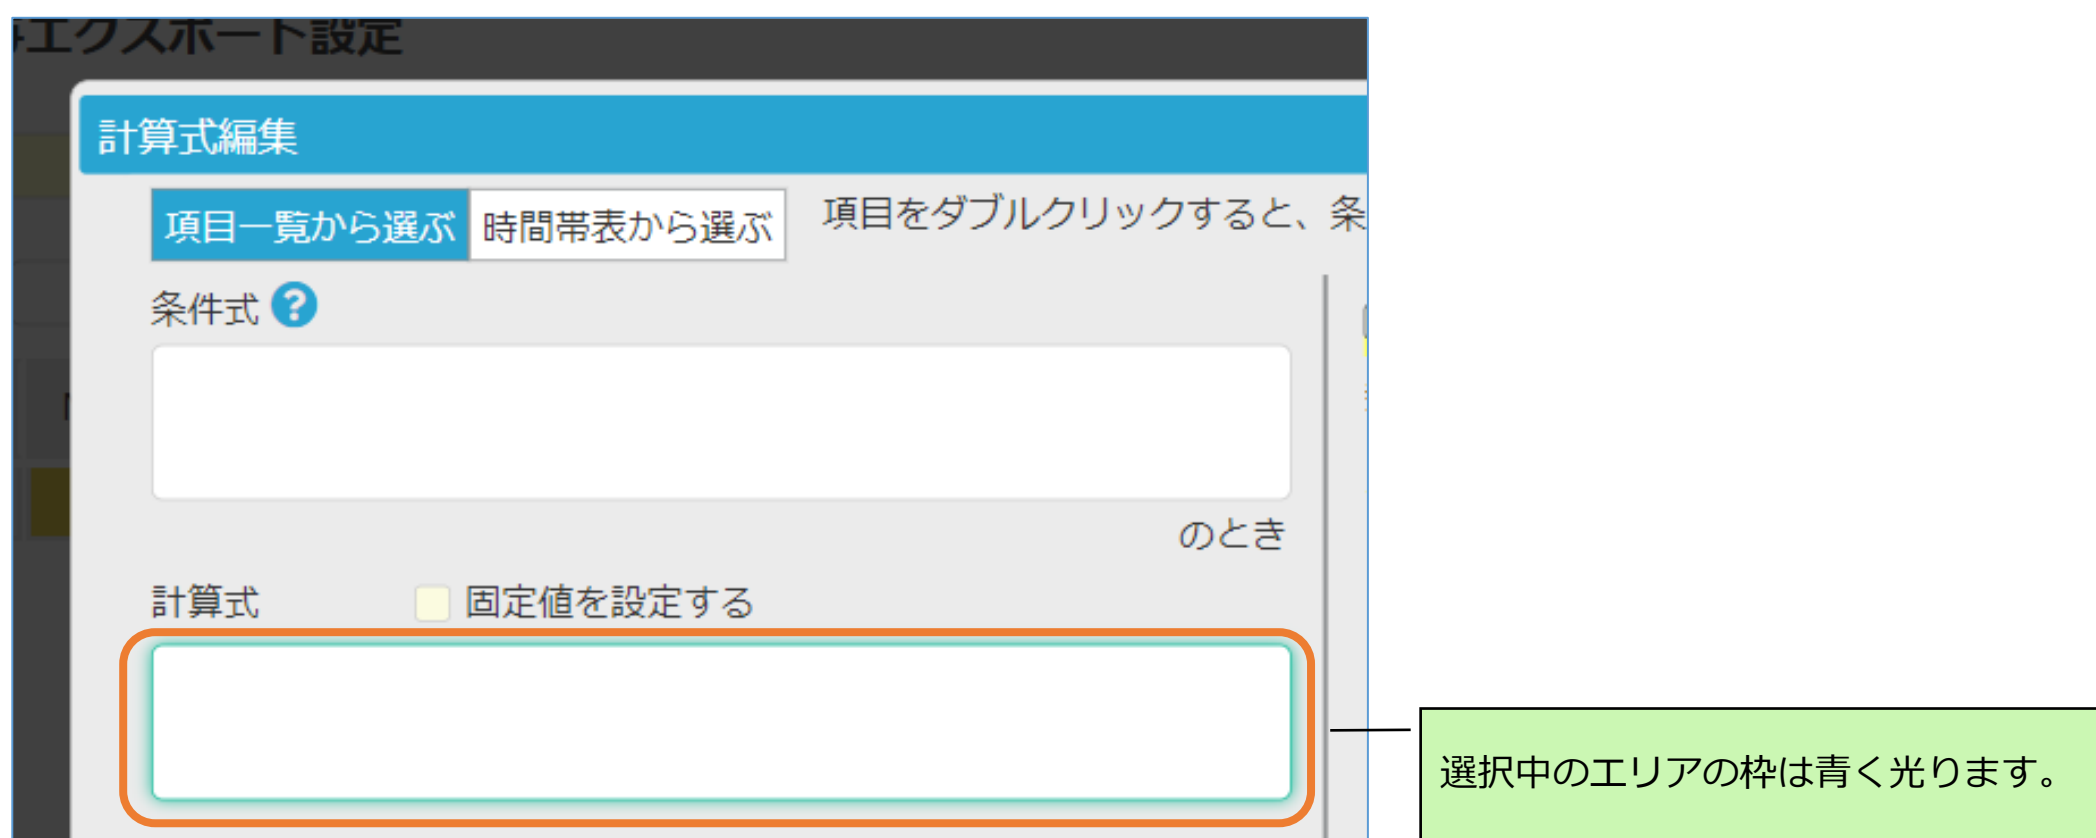 エクスポート設定
計算式編集
項目一覧から選ぶ 時間帯表から選ぶ 項目をダブルクリックすると、条
条件式 ?
のとき
計算式 固定値を設定する
選択中のエリアの枠は青く光ります。